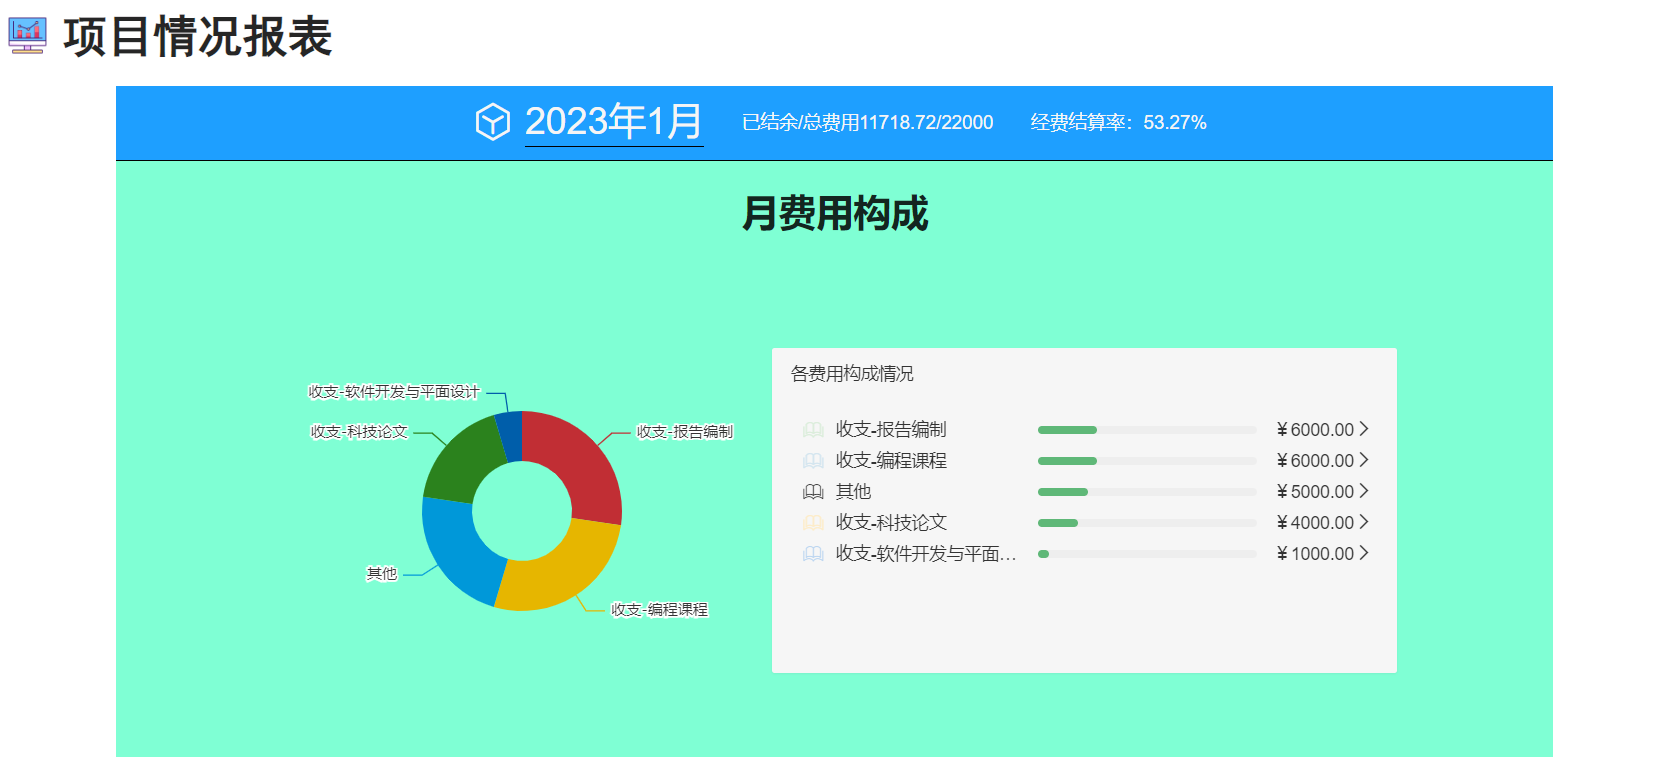 项目情况报表
2023年1月 已结余/总费用11718.72/22000 经费结算率：53.27%
月费用构成
收支-软件开发与平面设计
收支-科技论文
收支-报告编制
其他
收支-编程课程
各费用构成情况
收支-报告编制 ¥6000.00
收支-编程课程 ¥6000.00
其他 ¥5000.00
收支-科技论文 ¥4000.00
收支-软件开发与平面... ¥1000.00